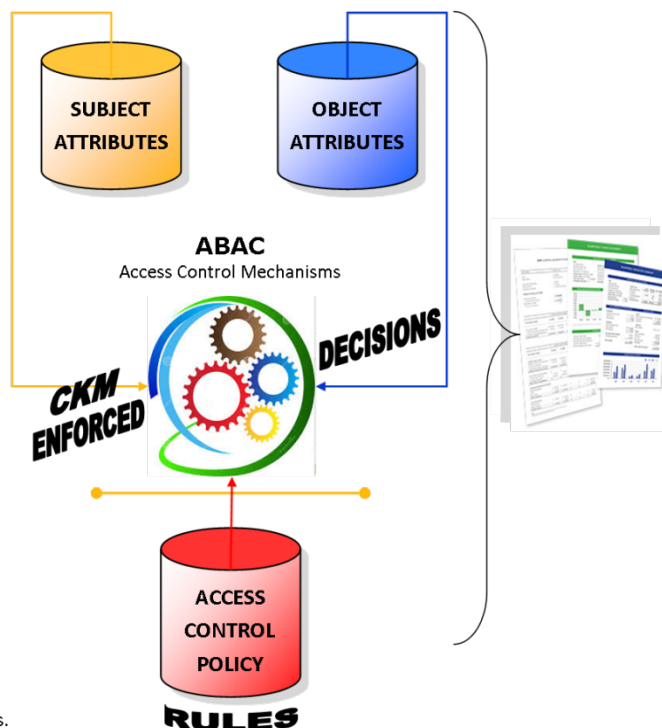 SUBJECT
ATTRIBUTES
OBJECT
ATTRIBUTES
ABAC
Access Control Mechanisms
DECISIONS
CKM
ENFORCED
ACCESS
CONTROL
POLICY
s.
RULES